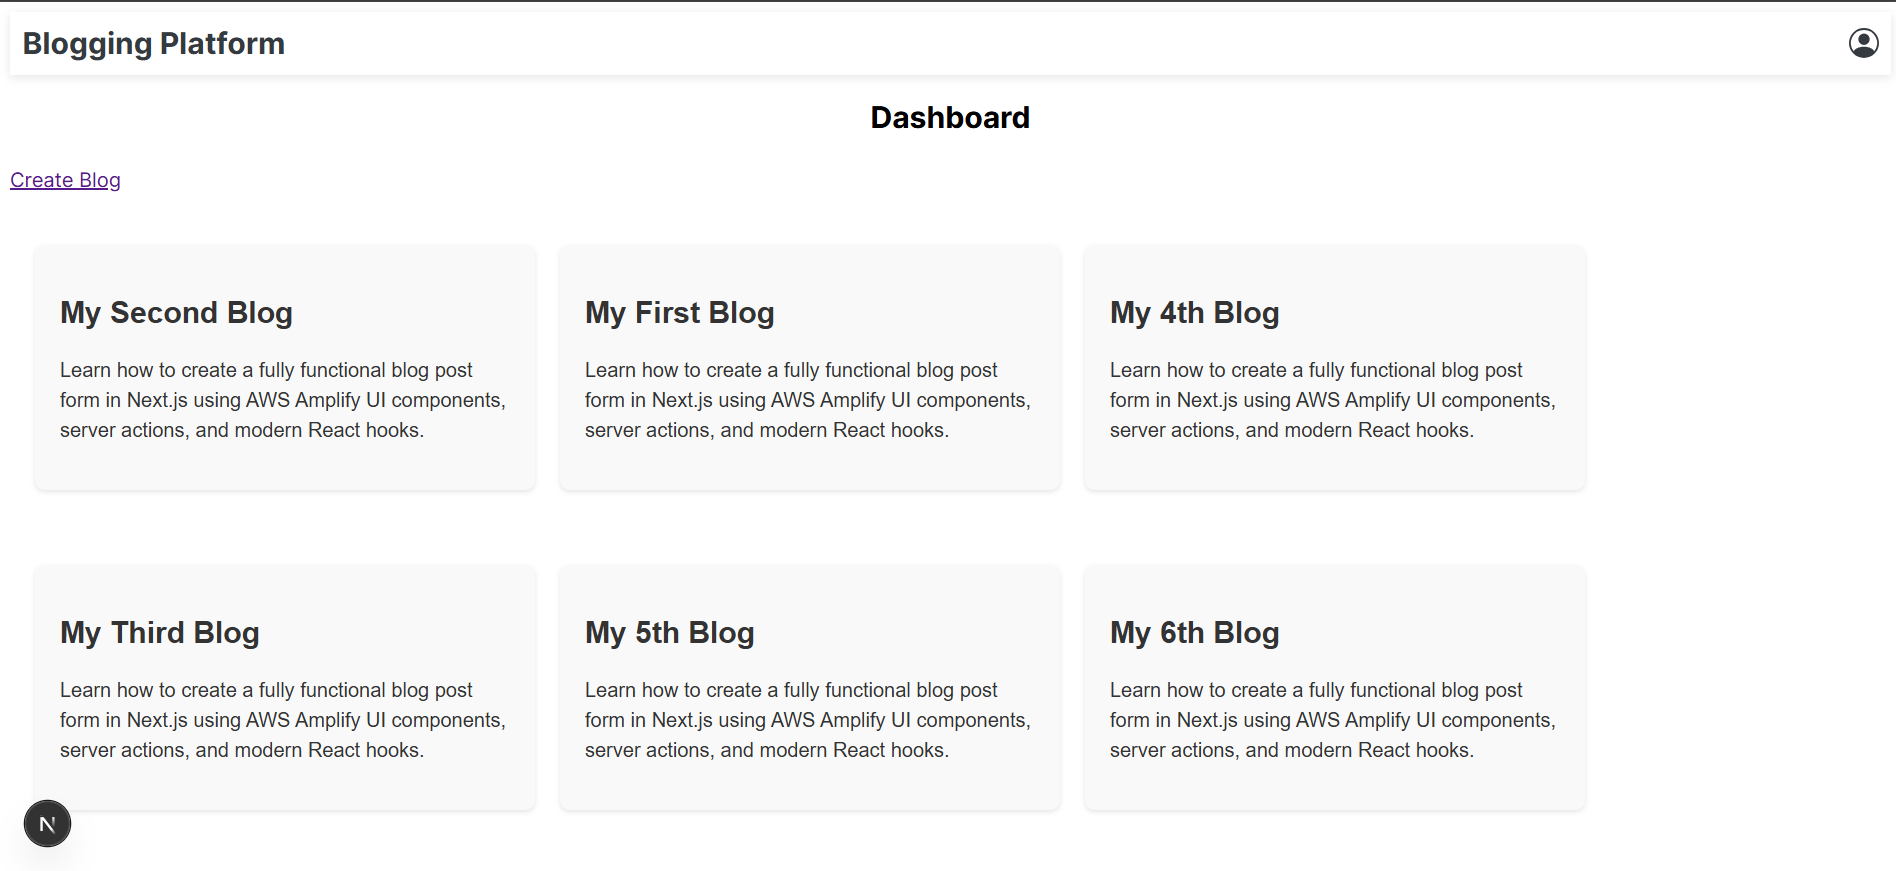 Blogging Platform
Dashboard
Create Blog
My Second Blog
Learn how to create a fully functional blog post
form in Next.js using AWS Amplify UI components,
server actions, and modern React hooks.
My First Blog
Learn how to create a fully functional blog post
form in Next.js using AWS Amplify UI components,
server actions, and modern React hooks.
My 4th Blog
Learn how to create a fully functional blog post
form in Next.js using AWS Amplify UI components,
server actions, and modern React hooks.
My Third Blog
Learn how to create a fully functional blog post
form in Next.js using AWS Amplify UI components,
server actions, and modern React hooks.
My 5th Blog
Learn how to create a fully functional blog post
form in Next.js using AWS Amplify UI components,
server actions, and modern React hooks.
My 6th Blog
Learn how to create a fully functional blog post
form in Next.js using AWS Amplify UI components,
server actions, and modern React hooks.
N